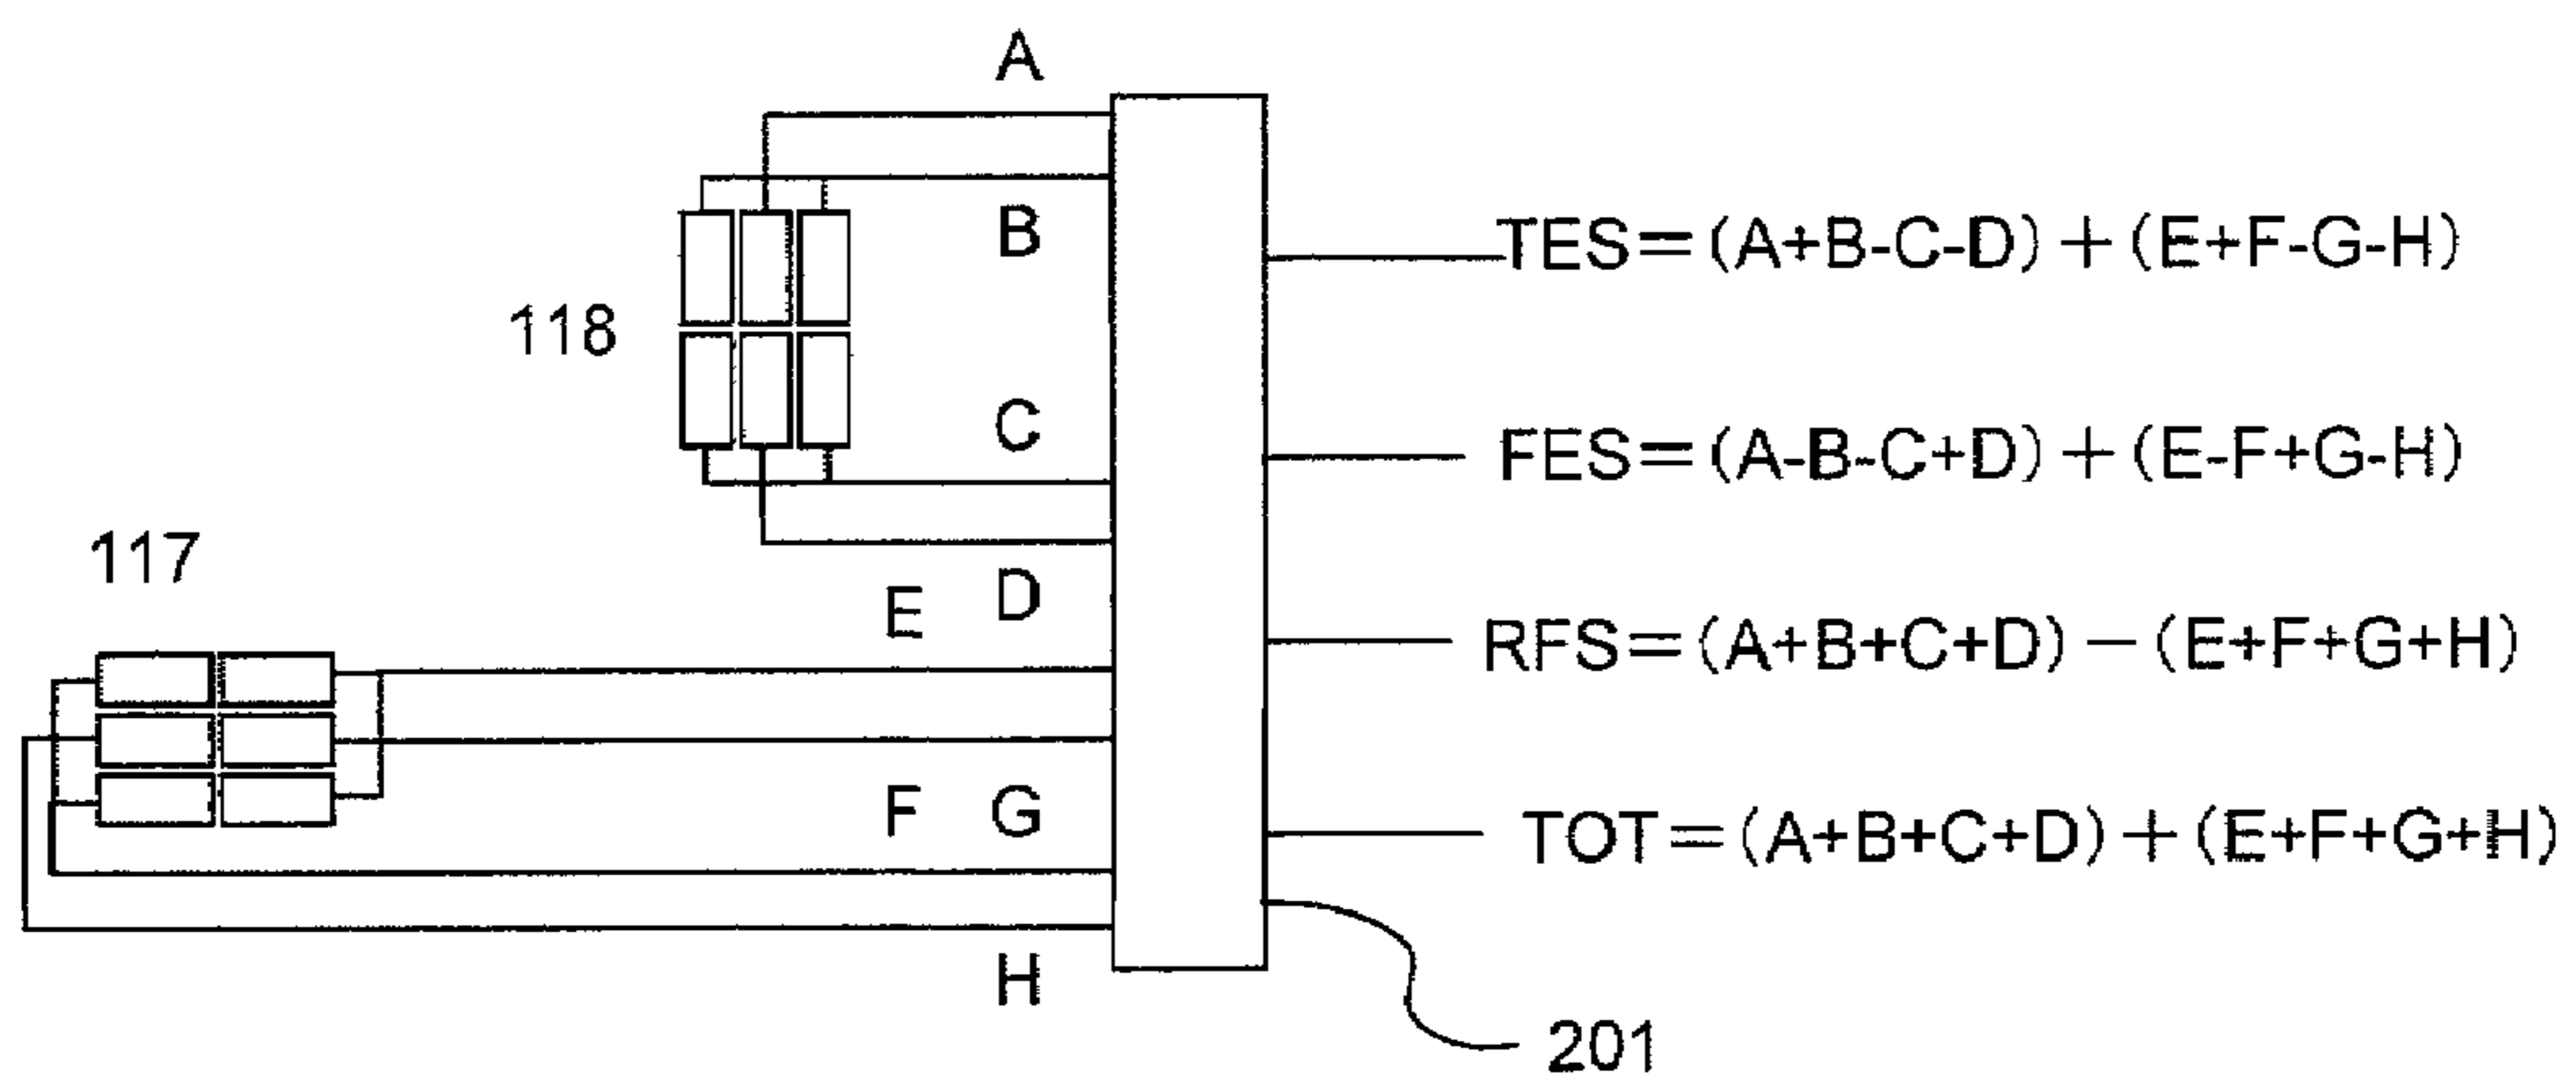 A
B
TES=(A+B-C-D)+(E+F-G-H)
118
C
FES=(A-B-C+D)+(E-F+G-H)
117
E
D
RFS=(A+B+C+D)-(E+F+G+H)
F
G
TOT=(A+B+C+D)+(E+F+G+H)
H
201